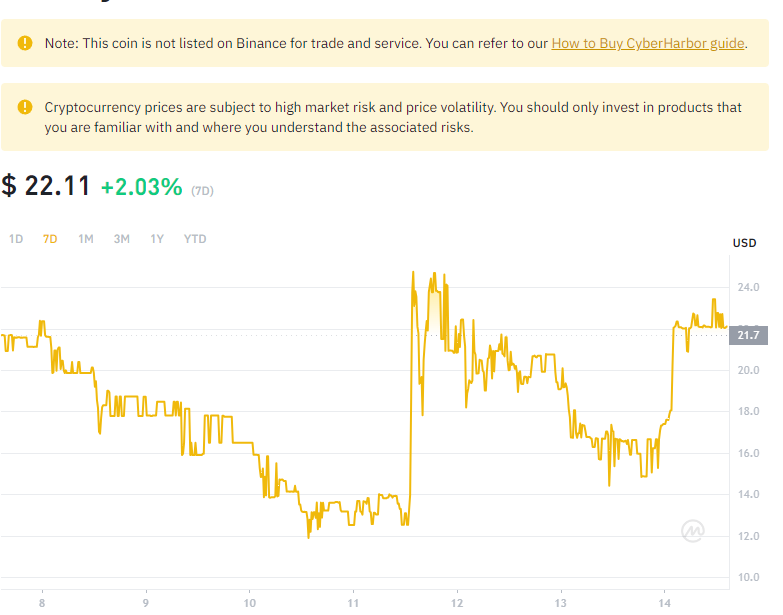 Note: This coin is not listed on Binance for trade and service. You can refer to our How to Buy CyberHarbor guide.
Cryptocurrency prices are subject to high market risk and price volatility. You should only invest in products that
you are familiar with and where you understand the associated risks.
$ 22.11 +2.03% (7D)
1D 7D 1M 3M 1Y YTD
USD
24.0
21.7
20.0
18.0
16.0
14.0
12.0
10.0
8 9 10 11 12 13 14